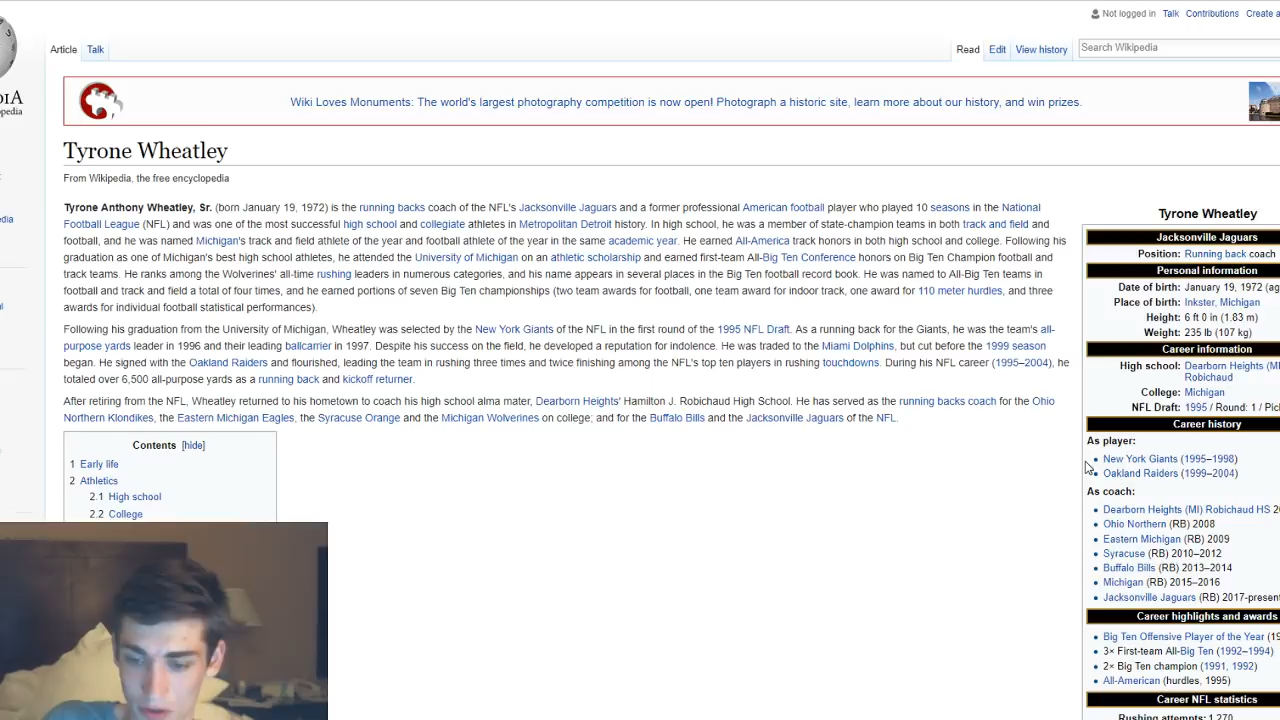 Not logged in Talk Contributions Create a
Article Talk Read Edit View history Search Wikipedia
Wiki Loves Monuments: The world's largest photography competition is now open! Photograph a historic site, learn more about our history, and win prizes.
Tyrone Wheatley
From Wikipedia, the free encyclopedia
Tyrone Anthony Wheatley, Sr. (born January 19, 1972) is the running backs coach of the NFL's Jacksonville Jaguars and a former professional American football player who played 10 seasons in the National
Football League (NFL) and was one of the most successful high school and collegiate athletes in Metropolitan Detroit history. In high school, he was a member of state-champion teams in both track and field and
football, and he was named Michigan's track and field athlete of the year and football athlete of the year in the same academic year. He earned All-America track honors in both high school and college. Following his
graduation as one of Michigan's best high school athletes, he attended the University of Michigan on an athletic scholarship and earned first-team All-Big Ten Conference honors on Big Ten Champion football and
track teams. He ranks among the Wolverines' all-time rushing leaders in numerous categories, and his name appears in several places in the Big Ten football record book. He was named to All-Big Ten teams in
football and track and field a total of four times, and he earned portions of seven Big Ten championships (two team awards for football, one team award for indoor track, one award for 110 meter hurdles, and three
awards for individual football statistical performances).
Following his graduation from the University of Michigan, Wheatley was selected by the New York Giants of the NFL in the first round of the 1995 NFL Draft. As a running back for the Giants, he was the team's all-
purpose yards leader in 1996 and their leading ballcarrier in 1997. Despite his success on the field, he developed a reputation for indolence. He was traded to the Miami Dolphins, but cut before the 1999 season
began. He signed with the Oakland Raiders and flourished, leading the team in rushing three times and twice finishing among the NFL's top ten players in rushing touchdowns. During his NFL career (1995–2004), he
totaled over 6,500 all-purpose yards as a running back and kickoff returner.
After retiring from the NFL, Wheatley returned to his hometown to coach his high school alma mater, Dearborn Heights' Hamilton J. Robichaud High School. He has served as the running backs coach for the Ohio
Northern Klondikes, the Eastern Michigan Eagles, the Syracuse Orange and the Michigan Wolverines on college; and for the Buffalo Bills and the Jacksonville Jaguars of the NFL.
Contents [hide]
1 Early life
2 Athletics
2.1 High school
2.2 College
Tyrone Wheatley
Jacksonville Jaguars
Position: Running back coach
Personal information
Date of birth: January 19, 1972 (ag
Place of birth: Inkster, Michigan
Height: 6 ft 0 in (1.83 m)
Weight: 235 lb (107 kg)
Career information
High school: Dearborn Heights (MI
Robichaud
College: Michigan
NFL Draft: 1995 / Round: 1 / Pic
Career history
As player:
New York Giants (1995–1998)
Oakland Raiders (1999–2004)
As coach:
Dearborn Heights (MI) Robichaud HS 2
Ohio Northern (RB) 2008
Eastern Michigan (RB) 2009
Syracuse (RB) 2010–2012
Buffalo Bills (RB) 2013–2014
Michigan (RB) 2015–2016
Jacksonville Jaguars (RB) 2017-present
Career highlights and awards
Big Ten Offensive Player of the Year (19
3× First-team All-Big Ten (1992–1994)
2× Big Ten champion (1991, 1992)
All-American (hurdles, 1995)
Career NFL statistics
Rushing attempts: 1,270